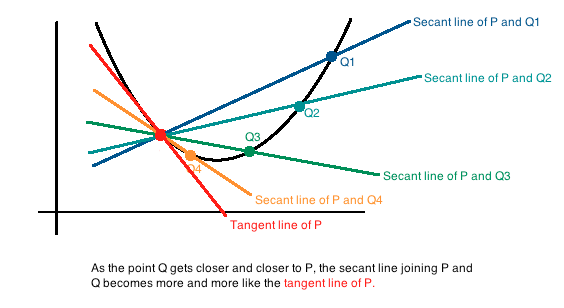 Secant line of P and Q1
Q1
Secant line of P and Q2
Q2
Q3
Q4
Secant line of P and Q3
Secant line of P and Q4
Tangent line of P
As the point Q gets closer and closer to P, the secant line joining P and
Q becomes more and more like the tangent line of P.